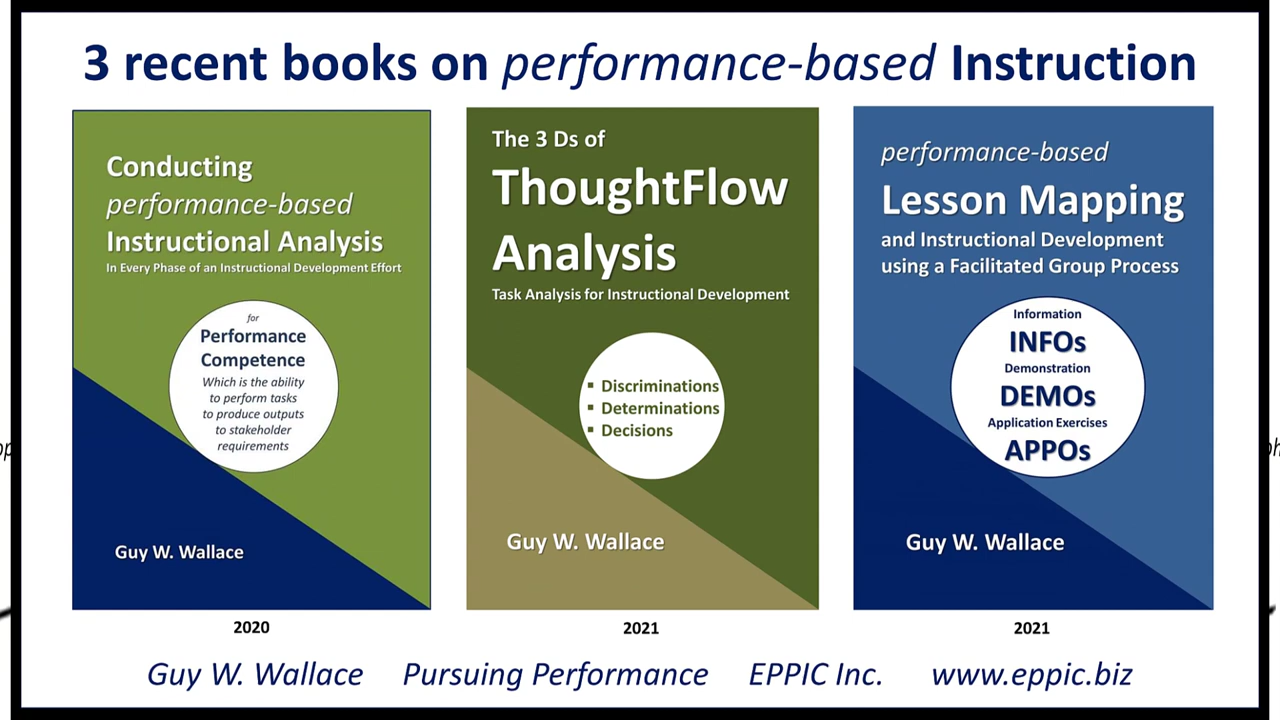 3 recent books on performance-based Instruction
Conducting
performance-based
Instructional Analysis
In Every Phase of an Instructional Development Effort
for
Performance
Competence
Which is the ability
to perform tasks
to produce outputs
to stakeholder
requirements
Guy W. Wallace
2020
The 3 Ds of
ThoughtFlow
Analysis
Task Analysis for Instructional Development
▪ Discriminations
▪ Determinations
▪ Decisions
Guy W. Wallace
2021
performance-based
Lesson Mapping
and Instructional Development
using a Facilitated Group Process
Information
INFOs
Demonstration
DEMOs
Application Exercises
APPOs
Guy W. Wallace
2021
Guy W. Wallace Pursuing Performance EPPIC Inc. www.eppic.biz